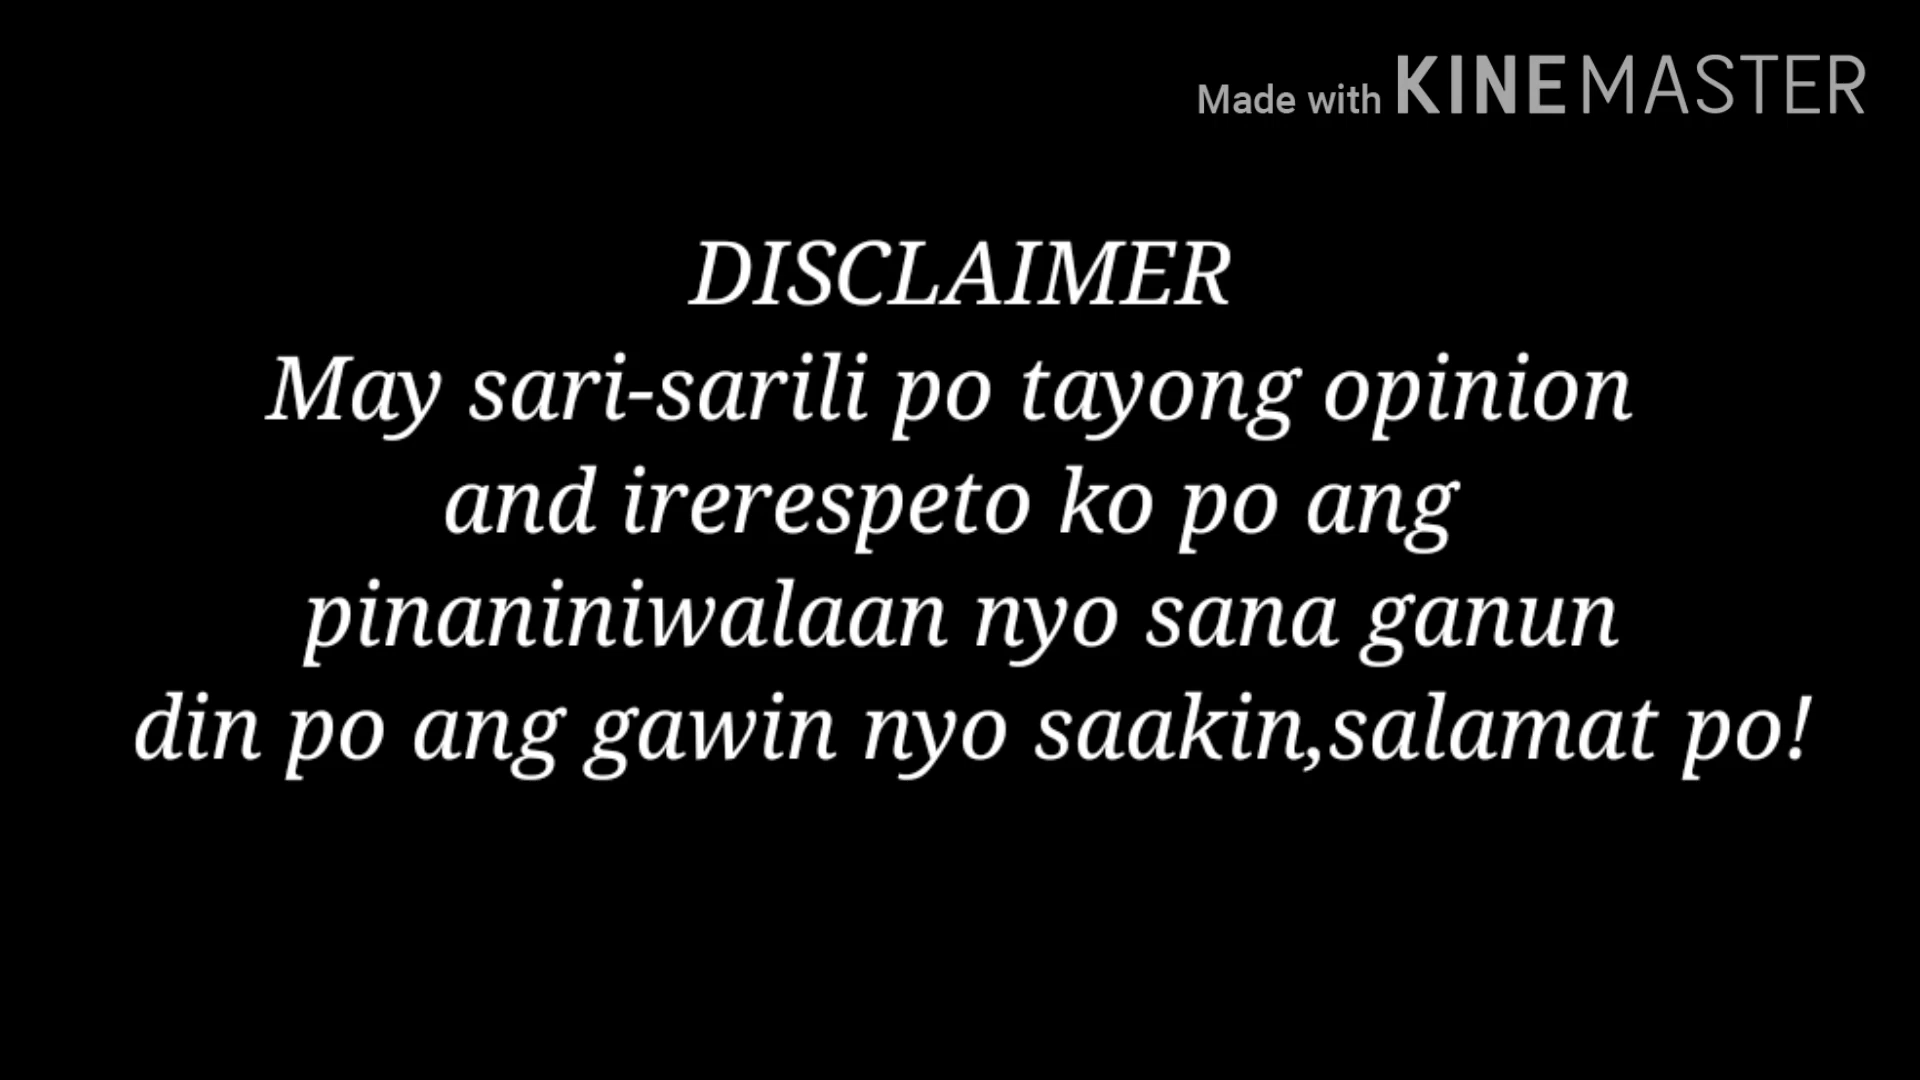 Made with KINEMASTER
DISCLAIMER
May sari-sarili po tayong opinion
and irerespeto ko po ang
pinaniniwalaan nyo sana ganun
din po ang gawin nyo saakin,salamat po!